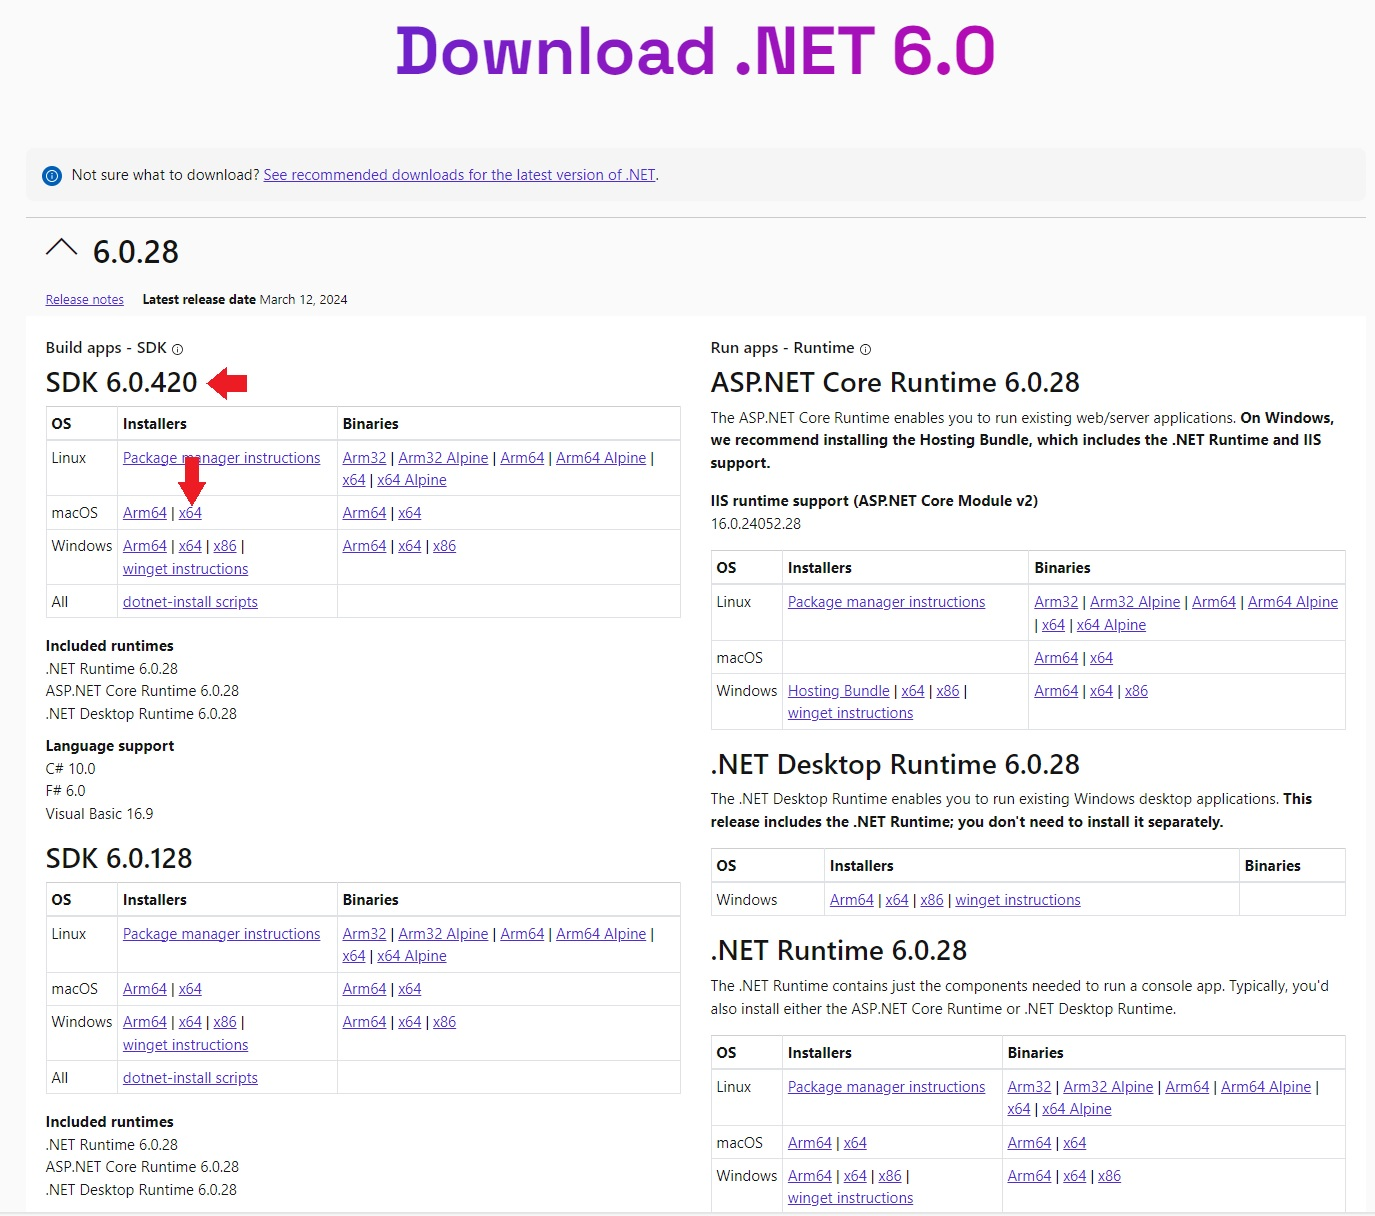 Download .NET 6.0
Not sure what to download? See recommended downloads for the latest version of .NET.
6.0.28
Release notes Latest release date March 12, 2024
Build apps - SDK
SDK 6.0.420
OS Installers Binaries
Linux Package manager instructions Arm32 | Arm32 Alpine | Arm64 | Arm64 Alpine |
x64 | x64 Alpine
macOS Arm64 | x64 Arm64 | x64
Windows Arm64 | x64 | x86 | Arm64 | x64 | x86
winget instructions
All dotnet-install scripts
Included runtimes
.NET Runtime 6.0.28
ASP.NET Core Runtime 6.0.28
.NET Desktop Runtime 6.0.28
Language support
C# 10.0
F# 6.0
Visual Basic 16.9
SDK 6.0.128
OS Installers Binaries
Linux Package manager instructions Arm32 | Arm32 Alpine | Arm64 | Arm64 Alpine |
x64 | x64 Alpine
macOS Arm64 | x64 Arm64 | x64
Windows Arm64 | x64 | x86 | Arm64 | x64 | x86
winget instructions
All dotnet-install scripts
Included runtimes
.NET Runtime 6.0.28
ASP.NET Core Runtime 6.0.28
.NET Desktop Runtime 6.0.28
Run apps - Runtime
ASP.NET Core Runtime 6.0.28
The ASP.NET Core Runtime enables you to run existing web/server applications. On Windows,
we recommend installing the Hosting Bundle, which includes the .NET Runtime and IIS
support.
IIS runtime support (ASP.NET Core Module v2)
16.0.24052.28
OS Installers Binaries
Linux Package manager instructions Arm32 | Arm32 Alpine | Arm64 | Arm64 Alpine
| x64 | x64 Alpine
macOS Arm64 | x64
Windows Hosting Bundle | x64 | x86 | Arm64 | x64 | x86
winget instructions
.NET Desktop Runtime 6.0.28
The .NET Desktop Runtime enables you to run existing Windows desktop applications. This
release includes the .NET Runtime; you don't need to install it separately.
OS Installers Binaries
Windows Arm64 | x64 | x86 | winget instructions
.NET Runtime 6.0.28
The .NET Runtime contains just the components needed to run a console app. Typically, you'd
also install either the ASP.NET Core Runtime or .NET Desktop Runtime.
OS Installers Binaries
Linux Package manager instructions Arm32 | Arm32 Alpine | Arm64 | Arm64 Alpine |
x64 | x64 Alpine
macOS Arm64 | x64 Arm64 | x64
Windows Arm64 | x64 | x86 | Arm64 | x64 | x86
winget instructions